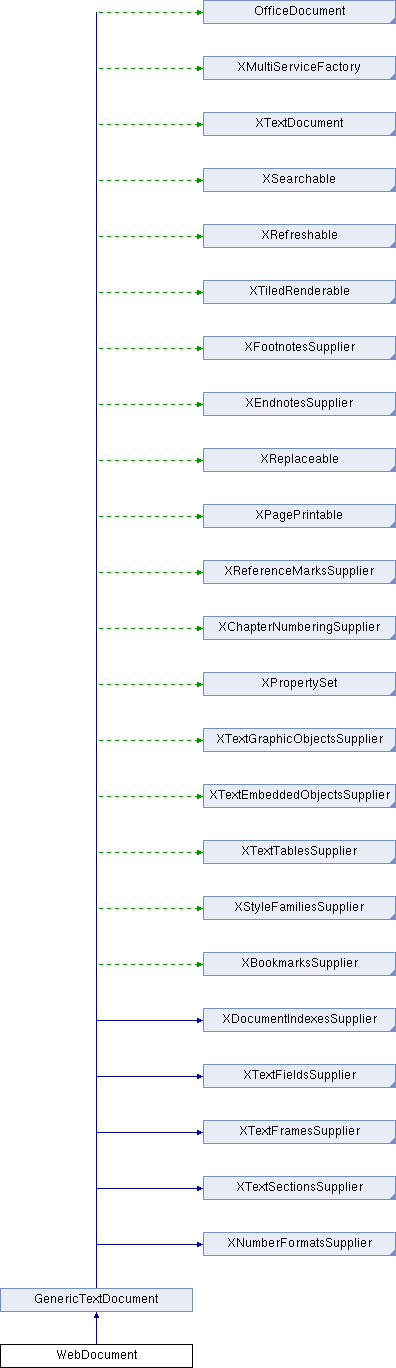 OfficeDocument
XMultiServiceFactory
XTextDocument
XSearchable
XRefreshable
XTiledRenderable
XFootnotesSupplier
XEndnotesSupplier
XReplaceable
XPagePrintable
XReferenceMarksSupplier
XChapterNumberingSupplier
XPropertySet
XTextGraphicObjectsSupplier
XTextEmbeddedObjectsSupplier
XTextTablesSupplier
XStyleFamiliesSupplier
XBookmarksSupplier
XDocumentIndexesSupplier
XTextFieldsSupplier
XTextFramesSupplier
XTextSectionsSupplier
XNumberFormatsSupplier
GenericTextDocument
WebDocument